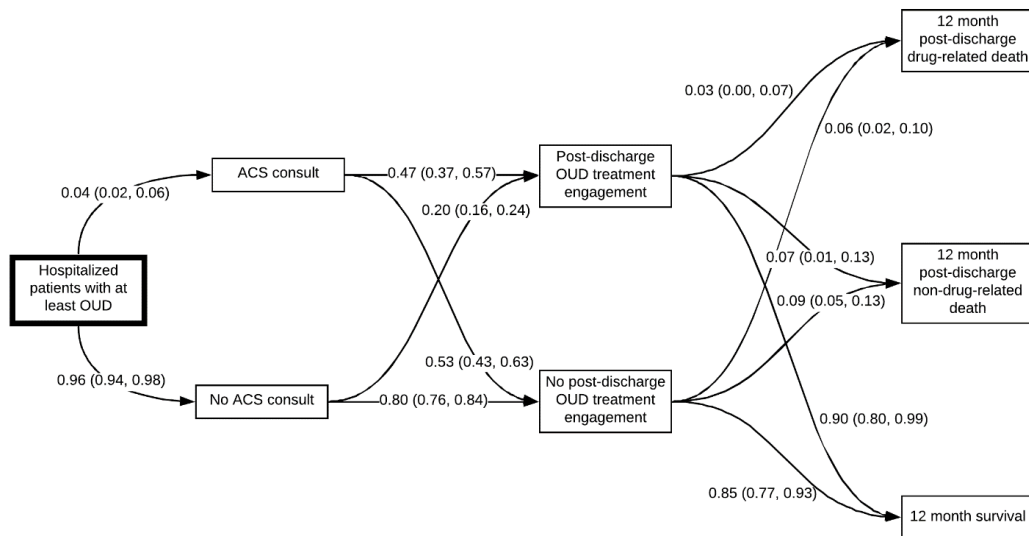 12 month
post-discharge
drug-related death
0.03 (0.00, 0.07)
0.06 (0.02, 0.10)
ACS consult
0.47 (0.37, 0.57)
Post-discharge
OUD treatment
engagement
0.04 (0.02, 0.06)
0.20 (0.16, 0.24)
Hospitalized
patients with at
least OUD
0.07 (0.01, 0.13)
12 month
post-discharge
non-drug-related
death
0.09 (0.05, 0.13)
0.53 (0.43, 0.63)
0.96 (0.94, 0.98)
No ACS consult
0.80 (0.76, 0.84)
No post-discharge
OUD treatment
engagement
0.90 (0.80, 0.99)
0.85 (0.77, 0.93)
12 month survival